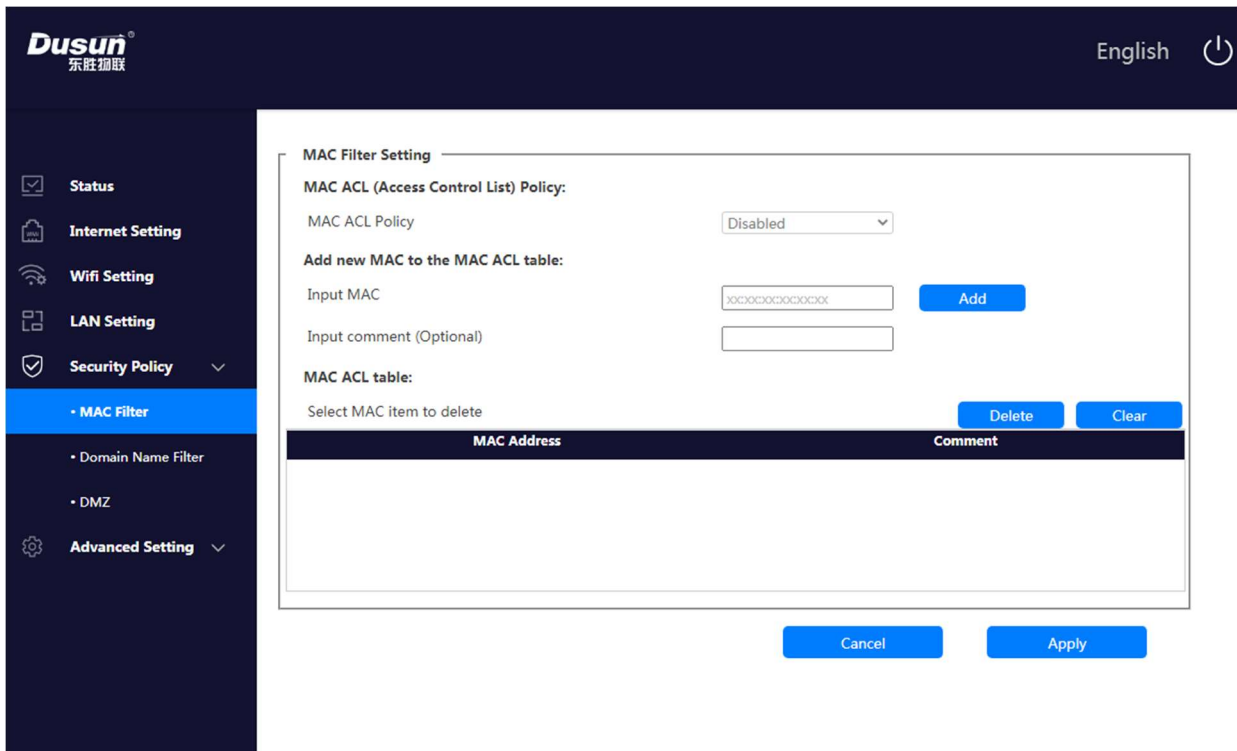 Dusun®
东胜物联
English
Status
Internet Setting
Wifi Setting
LAN Setting
Security Policy
• MAC Filter
• Domain Name Filter
• DMZ
Advanced Setting
MAC Filter Setting
MAC ACL (Access Control List) Policy:
MAC ACL Policy Disabled
Add new MAC to the MAC ACL table:
Input MAC xx:xx:xx:xx:xx:xx Add
Input comment (Optional)
MAC ACL table:
Select MAC item to delete Delete Clear
MAC Address Comment
Cancel Apply